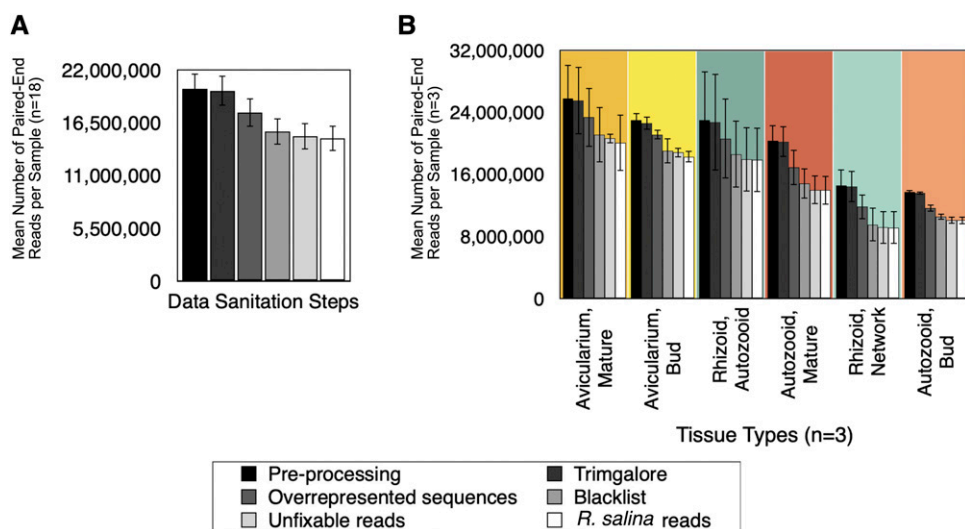 A
Mean Number of Paired-End
Reads per Sample (n=18)
22,000,000
16,500,000
11,000,000
5,500,000
0
Data Sanitation Steps
B
Mean Number of Paired-End
Reads per Sample (n=3)
32,000,000
24,000,000
16,000,000
8,000,000
0
Avicularium,
Mature
Avicularium,
Bud
Rhizoid,
Autozooid
Autozooid,
Mature
Rhizoid,
Network
Autozooid,
Bud
Tissue Types (n=3)
Pre-processing
Trimgalore
Overrepresented sequences
Blacklist
Unfixable reads
R. salina reads